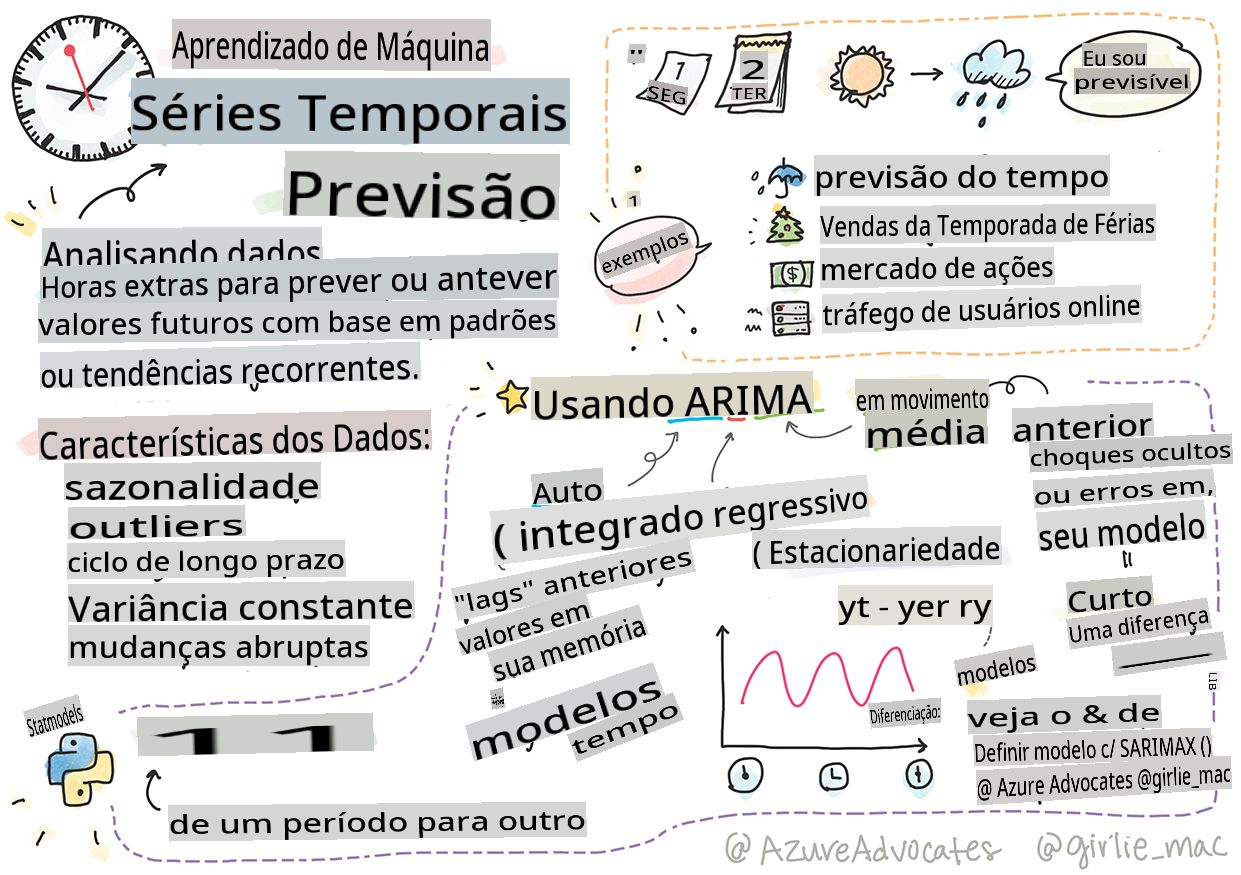 Aprendizado de Máquina
Séries Temporais
Previsão
Analisando dados
Horas extras para prever ou antever
valores futuros com base em padrões
ou tendências recorrentes.
1
SEG
2
TER
Eu sou
previsível
1
exemplos
previsão do tempo
Vendas da Temporada de Férias
mercado de ações
tráfego de usuários online
Características dos Dados:
sazonalidade
outliers
ciclo de longo prazo
Variância constante
mudanças abruptas
Usando ARIMA
em movimento
média
anterior
choques ocultos
ou erros em,
seu modelo
Auto
( integrado regressivo
"lags" anteriores
valores em
sua memória
modelos
tempo
( Estacionariedade
yt - yer ry
Diferenciação:
Curto
Uma diferença
modelos
LIB
veja o & de
Definir modelo c/ SARIMAX ()
@ Azure Advocates @girlie_mac
Statmodels
11
de um período para outro
@AzureAdvocates @girlie_mac